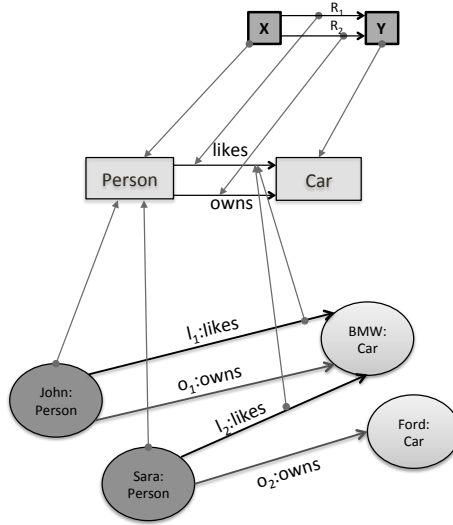 R1
X
Y
R2
likes
Person
Car
owns
l1:likes
BMW:
Car
John:
Person
o1:owns
l2:likes
Ford:
Car
Sara:
Person
o2:owns